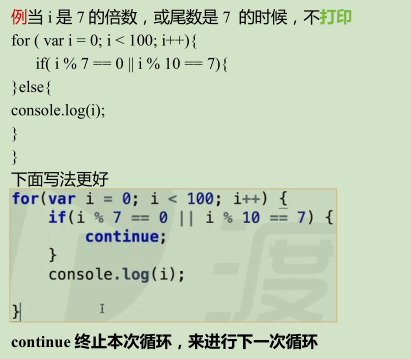 例当 i 是 7 的倍数，或尾数是 7 的时候，不打印
for ( var i = 0; i < 100; i++){
if( i % 7 == 0 || i % 10 == 7){
}else{
console.log(i);
}
}
下面写法更好
for(var i = 0; i < 100; i++) {
if(i % 7 == 0 || i % 10 == 7) {
continue;
}
console.log(i);
}
continue 终止本次循环，来进行下一次循环
渡